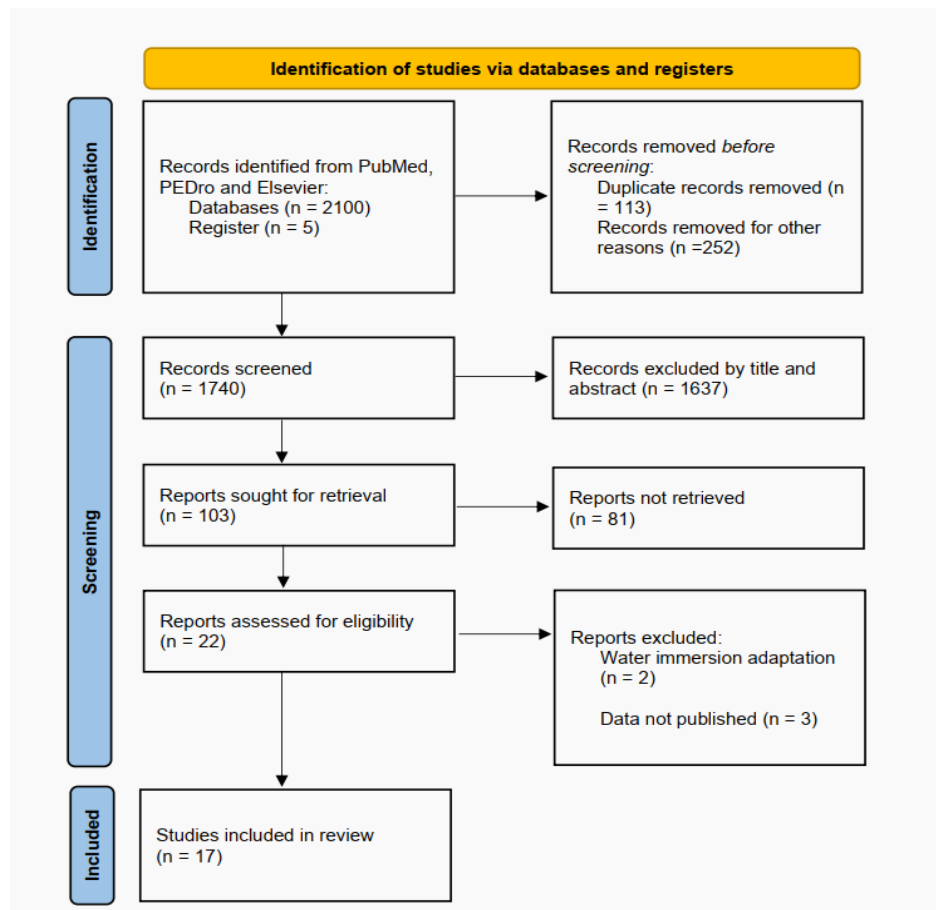 Identification of studies via databases and registers
Identification
Records identified from PubMed,
PEDro and Elsevier:
Databases (n = 2100)
Register (n = 5)
Records removed before
screening:
Duplicate records removed (n
= 113)
Records removed for other
reasons (n =252)
Screening
Records screened
(n = 1740)
Records excluded by title and
abstract (n = 1637)
Reports sought for retrieval
(n = 103)
Reports not retrieved
(n = 81)
Reports assessed for eligibility
(n = 22)
Reports excluded:
Water immersion adaptation
(n = 2)
Data not published (n = 3)
Included
Studies included in review
(n = 17)